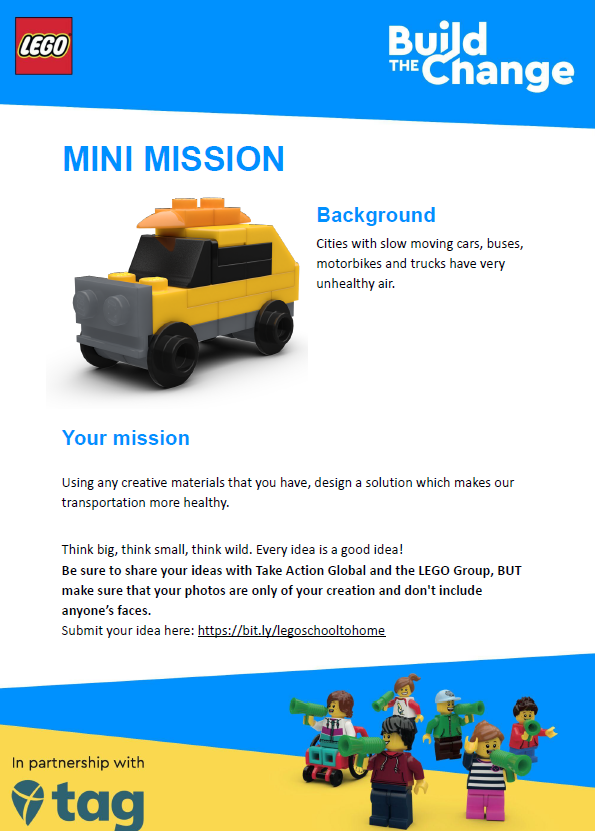 LEGO
Build
THE Change
MINI MISSION
Background
Cities with slow moving cars, buses,
motorbikes and trucks have very
unhealthy air.
Your mission
Using any creative materials that you have, design a solution which makes our
transportation more healthy.
Think big, think small, think wild. Every idea is a good idea!
Be sure to share your ideas with Take Action Global and the LEGO Group, BUT
make sure that your photos are only of your creation and don't include
anyone’s faces.
Submit your idea here: https://bit.ly/legoschooltohome
In partnership with
tag